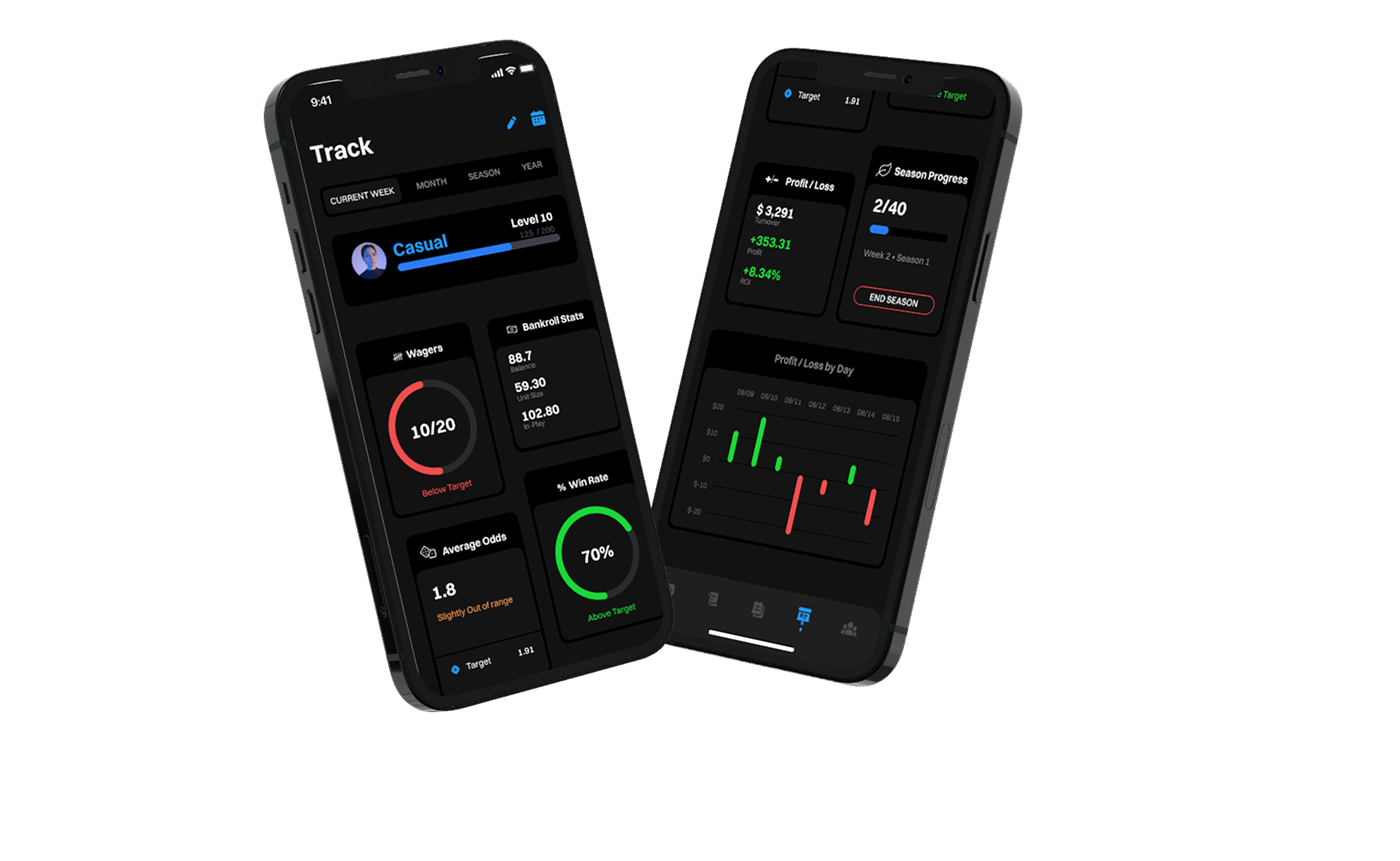 9:41
Track
CURRENT WEEK MONTH SEASON YEAR
Casual
Level 10
125 / 200
Wagers
10/20
Below Target
Bankroll Stats
88.7
Balance
59.30
Unit Size
102.80
In-Play
Average Odds
1.8
Slightly Out of range
Target 1.91
% Win Rate
70%
Above Target
Target 1.91
Target
+/- Profit / Loss
$ 3,291
Turnover
+353.31
Profit
+8.34%
ROI
Season Progress
2/40
Week 2 • Season 1
END SEASON
Profit / Loss by Day
08/09 08/10 08/11 08/12 08/13 08/14 08/15
$20
$10
$0
$-10
$-20